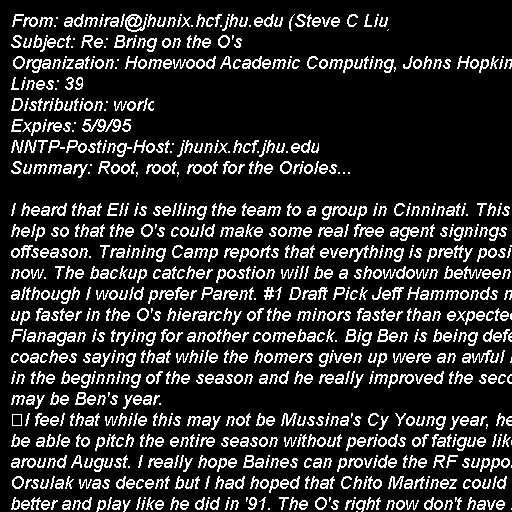 From: admiral@jhunix.hcf.jhu.edu (Steve C Liu
Subject: Re: Bring on the O's
Organization: Homewood Academic Computing, Johns Hopkin
Lines: 39
Distribution: world
Expires: 5/9/95
NNTP-Posting-Host: jhunix.hcf.jhu.edu
Summary: Root, root, root for the Orioles...

I heard that Eli is selling the team to a group in Cinninati. This
help so that the O's could make some real free agent signings
offseason. Training Camp reports that everything is pretty posi
now. The backup catcher postion will be a showdown between
although I would prefer Parent. #1 Draft Pick Jeff Hammonds
up faster in the O's hierarchy of the minors faster than expected
Flanagan is trying for another comeback. Big Ben is being defe
coaches saying that while the homers given up were an awful
in the beginning of the season and he really improved the seco
may be Ben's year.
I feel that while this may not be Mussina's Cy Young year, he
be able to pitch the entire season without periods of fatigue like
around August. I really hope Baines can provide the RF suppo
Orsulak was decent but I had hoped that Chito Martinez could
better and play like he did in '91. The O's right now don't have